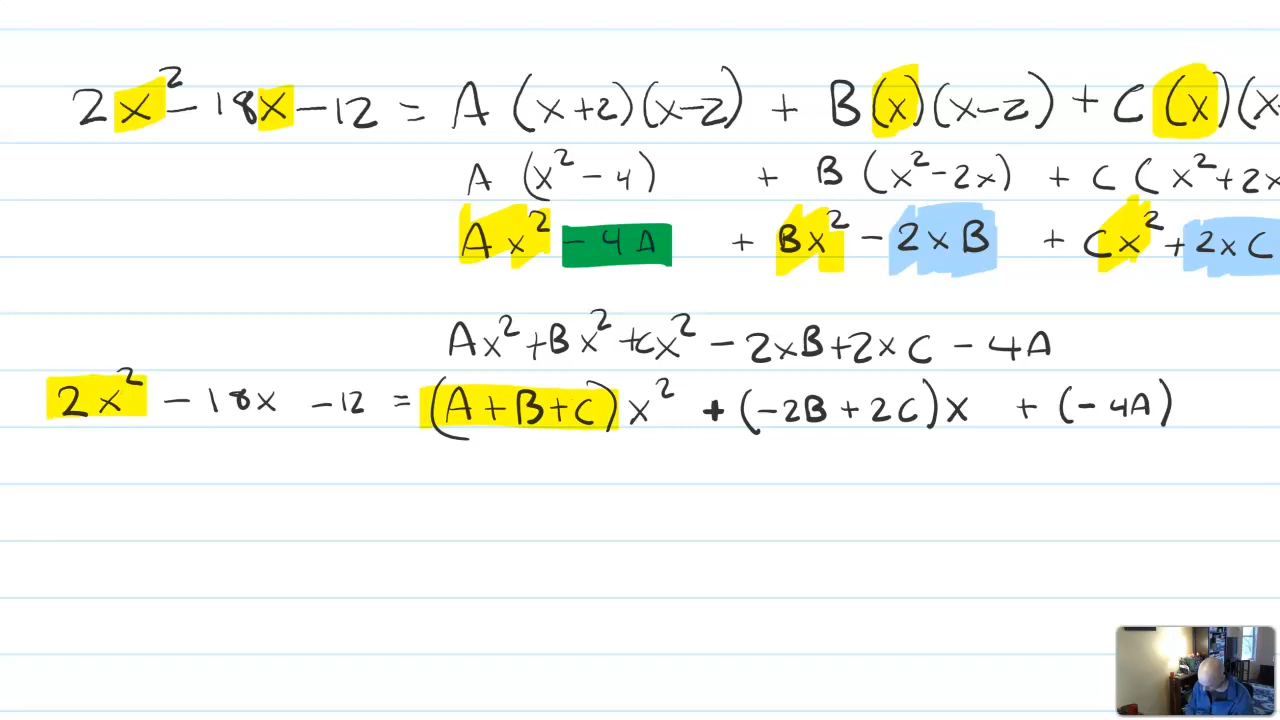 2x² - 18x - 12 = A (x+2)(x-2) + B(x)(x-2) + C(x)(x
A (x² - 4) + B (x² - 2x) + C (x² + 2x
Ax² - 4A + Bx² - 2xB + Cx² + 2xC
Ax² + Bx² + Cx² - 2xB + 2xC - 4A
2x² - 18x - 12 = (A + B + C)x² + (-2B + 2C)x + (-4A)